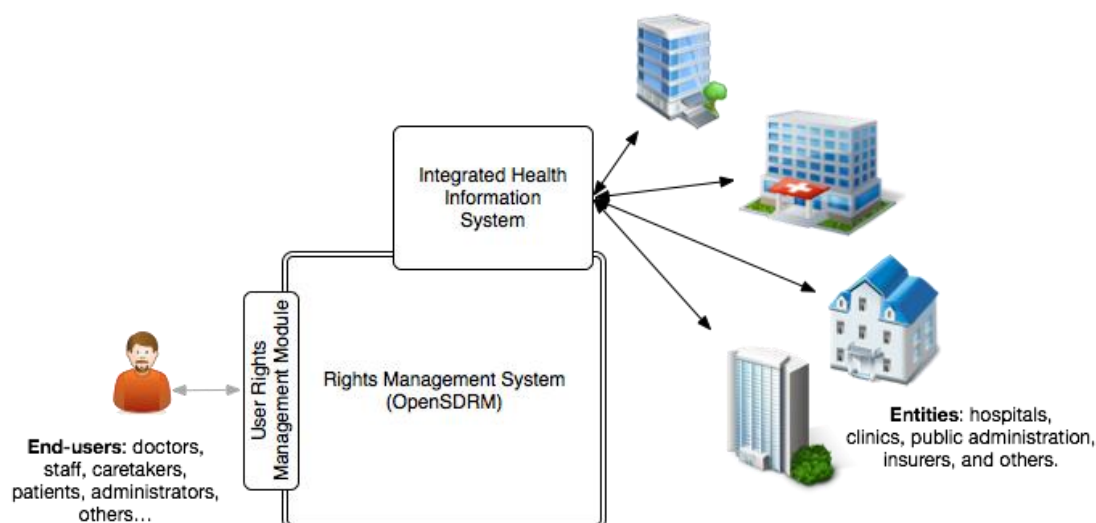 Integrated Health
Information
System
User Rights
Management Module
Rights Management System
(OpenSDRM)
End-users: doctors,
staff, caretakers,
patients, administrators,
others...
Entities: hospitals,
clinics, public administration,
insurers, and others.